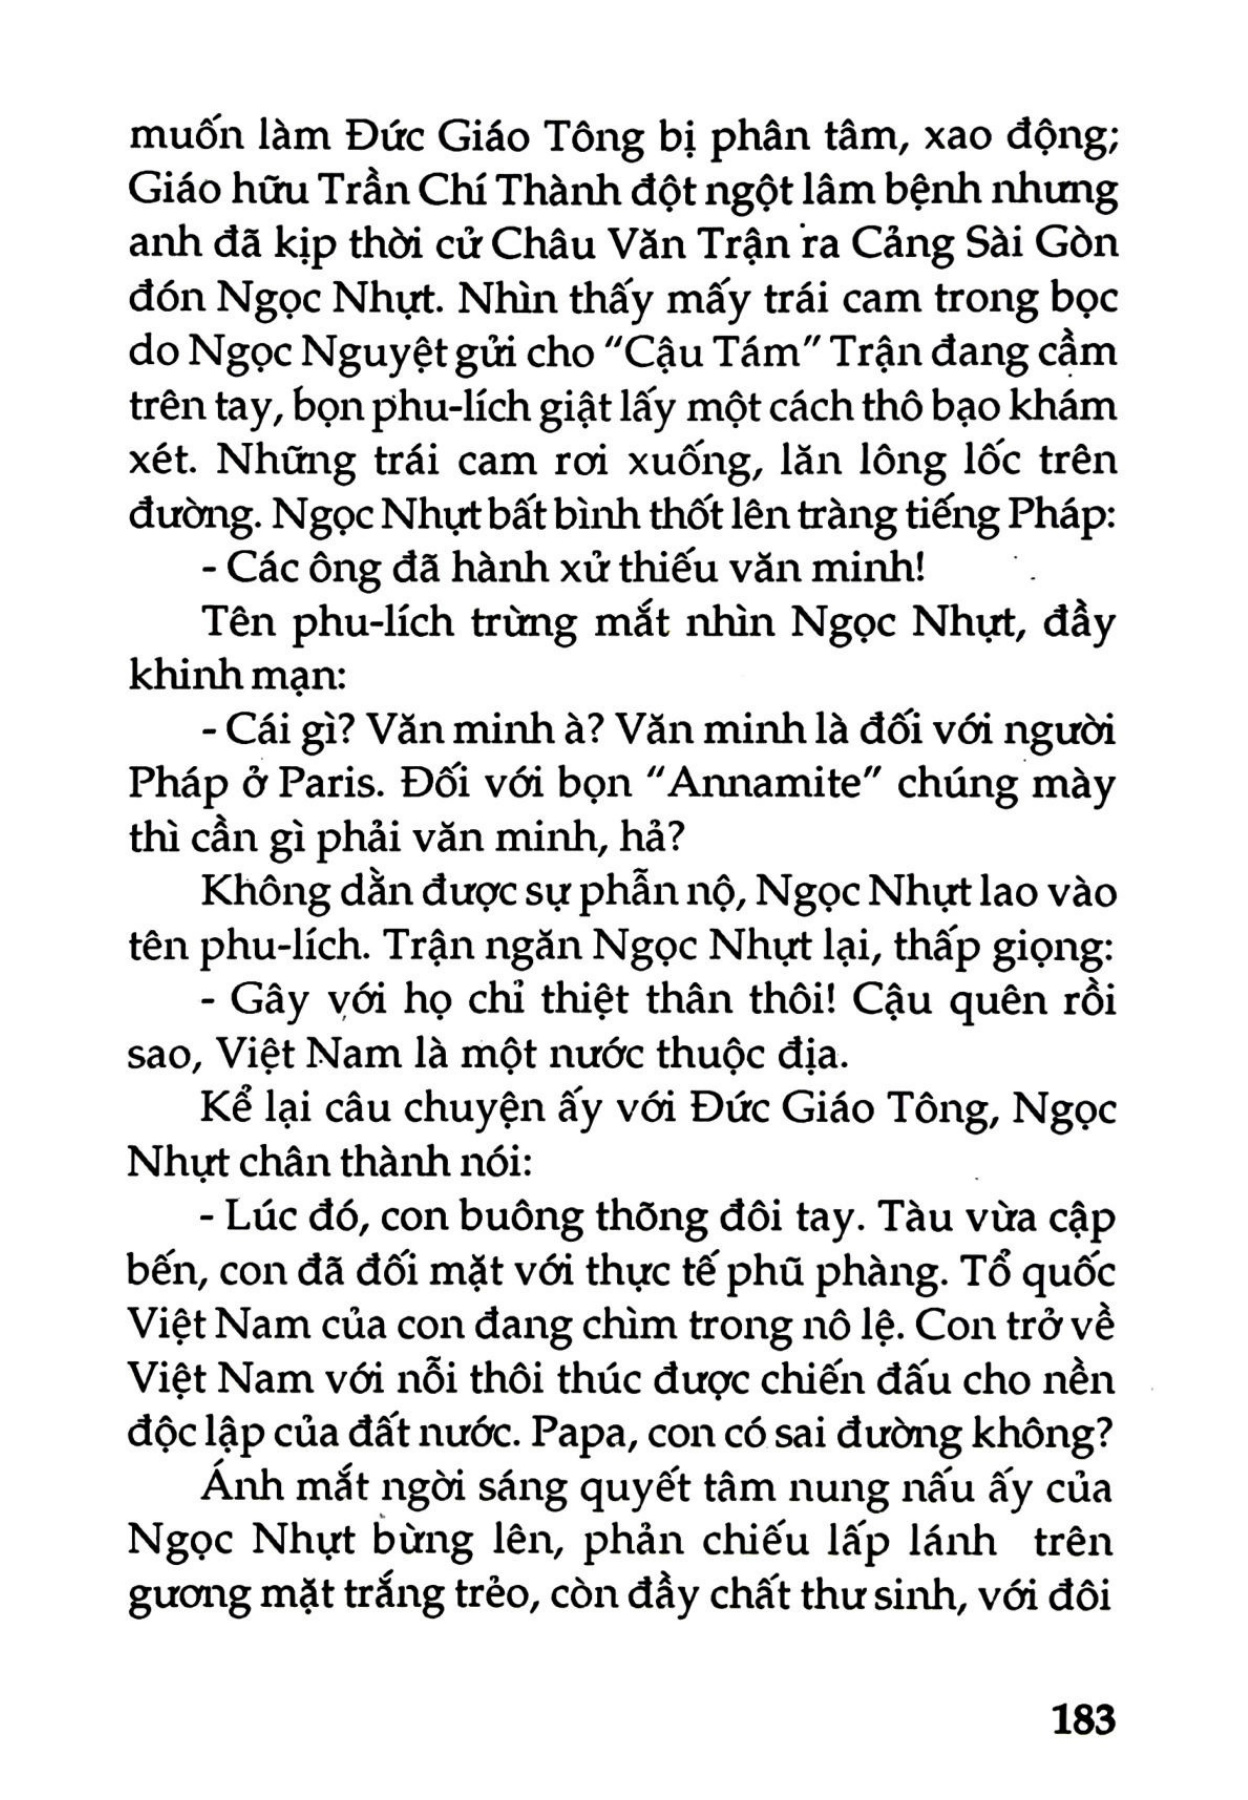 muốn làm Đức Giáo Tông bị phân tâm, xao động;
Giáo hữu Trần Chí Thành đột ngột lâm bệnh nhưng
anh đã kịp thời cử Châu Văn Trận ra Cảng Sài Gòn
đón Ngọc Nhựt. Nhìn thấy mấy trái cam trong bọc
do Ngọc Nguyệt gửi cho "Cậu Tám" Trận đang cầm
trên tay, bọn phu-lích giật lấy một cách thô bạo khám
xét. Những trái cam rơi xuống, lăn lông lốc trên
đường. Ngọc Nhựt bất bình thốt lên tràng tiếng Pháp:
- Các ông đã hành xử thiếu văn minh!
Tên phu-lích trừng mắt nhìn Ngọc Nhựt, đầy
khinh mạn:
- Cái gì? Văn minh à? Văn minh là đối với người
Pháp ở Paris. Đối với bọn "Annamite" chúng mày
thì cần gì phải văn minh, hả?
Không dằn được sự phẫn nộ, Ngọc Nhựt lao vào
tên phu-lích. Trận ngăn Ngọc Nhựt lại, thấp giọng:
- Gây với họ chỉ thiệt thân thôi! Cậu quên rồi
sao, Việt Nam là một nước thuộc địa.
Kể lại câu chuyện ấy với Đức Giáo Tông, Ngọc
Nhựt chân thành nói:
- Lúc đó, con buông thõng đôi tay. Tàu vừa cập
bến, con đã đối mặt với thực tế phũ phàng. Tổ quốc
Việt Nam của con đang chìm trong nô lệ. Con trở về
Việt Nam với nỗi thôi thúc được chiến đấu cho nền
độc lập của đất nước. Papa, con có sai đường không?
Ánh mắt ngời sáng quyết tâm nung nấu ấy của
Ngọc Nhựt bừng lên, phản chiếu lấp lánh trên
gương mặt trắng trẻo, còn đầy chất thư sinh, với đôi
183